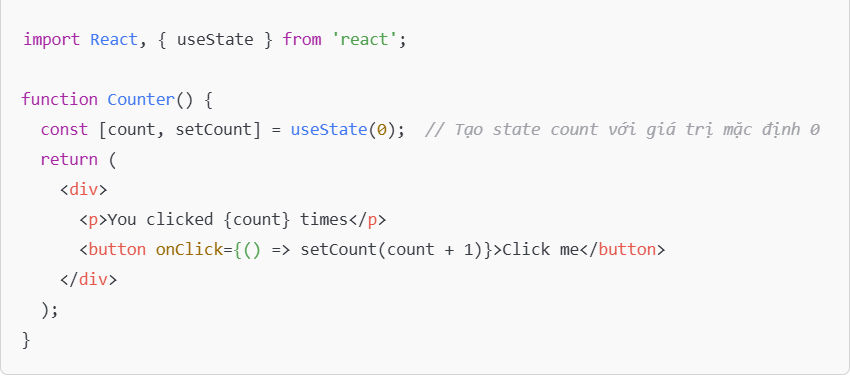 import React, { useState } from 'react';
function Counter() {
const [count, setCount] = useState(0); // Tạo state count với giá trị mặc định 0
return (
<div>
<p>You clicked {count} times</p>
<button onClick={() => setCount(count + 1)}>Click me</button>
</div>
);
}